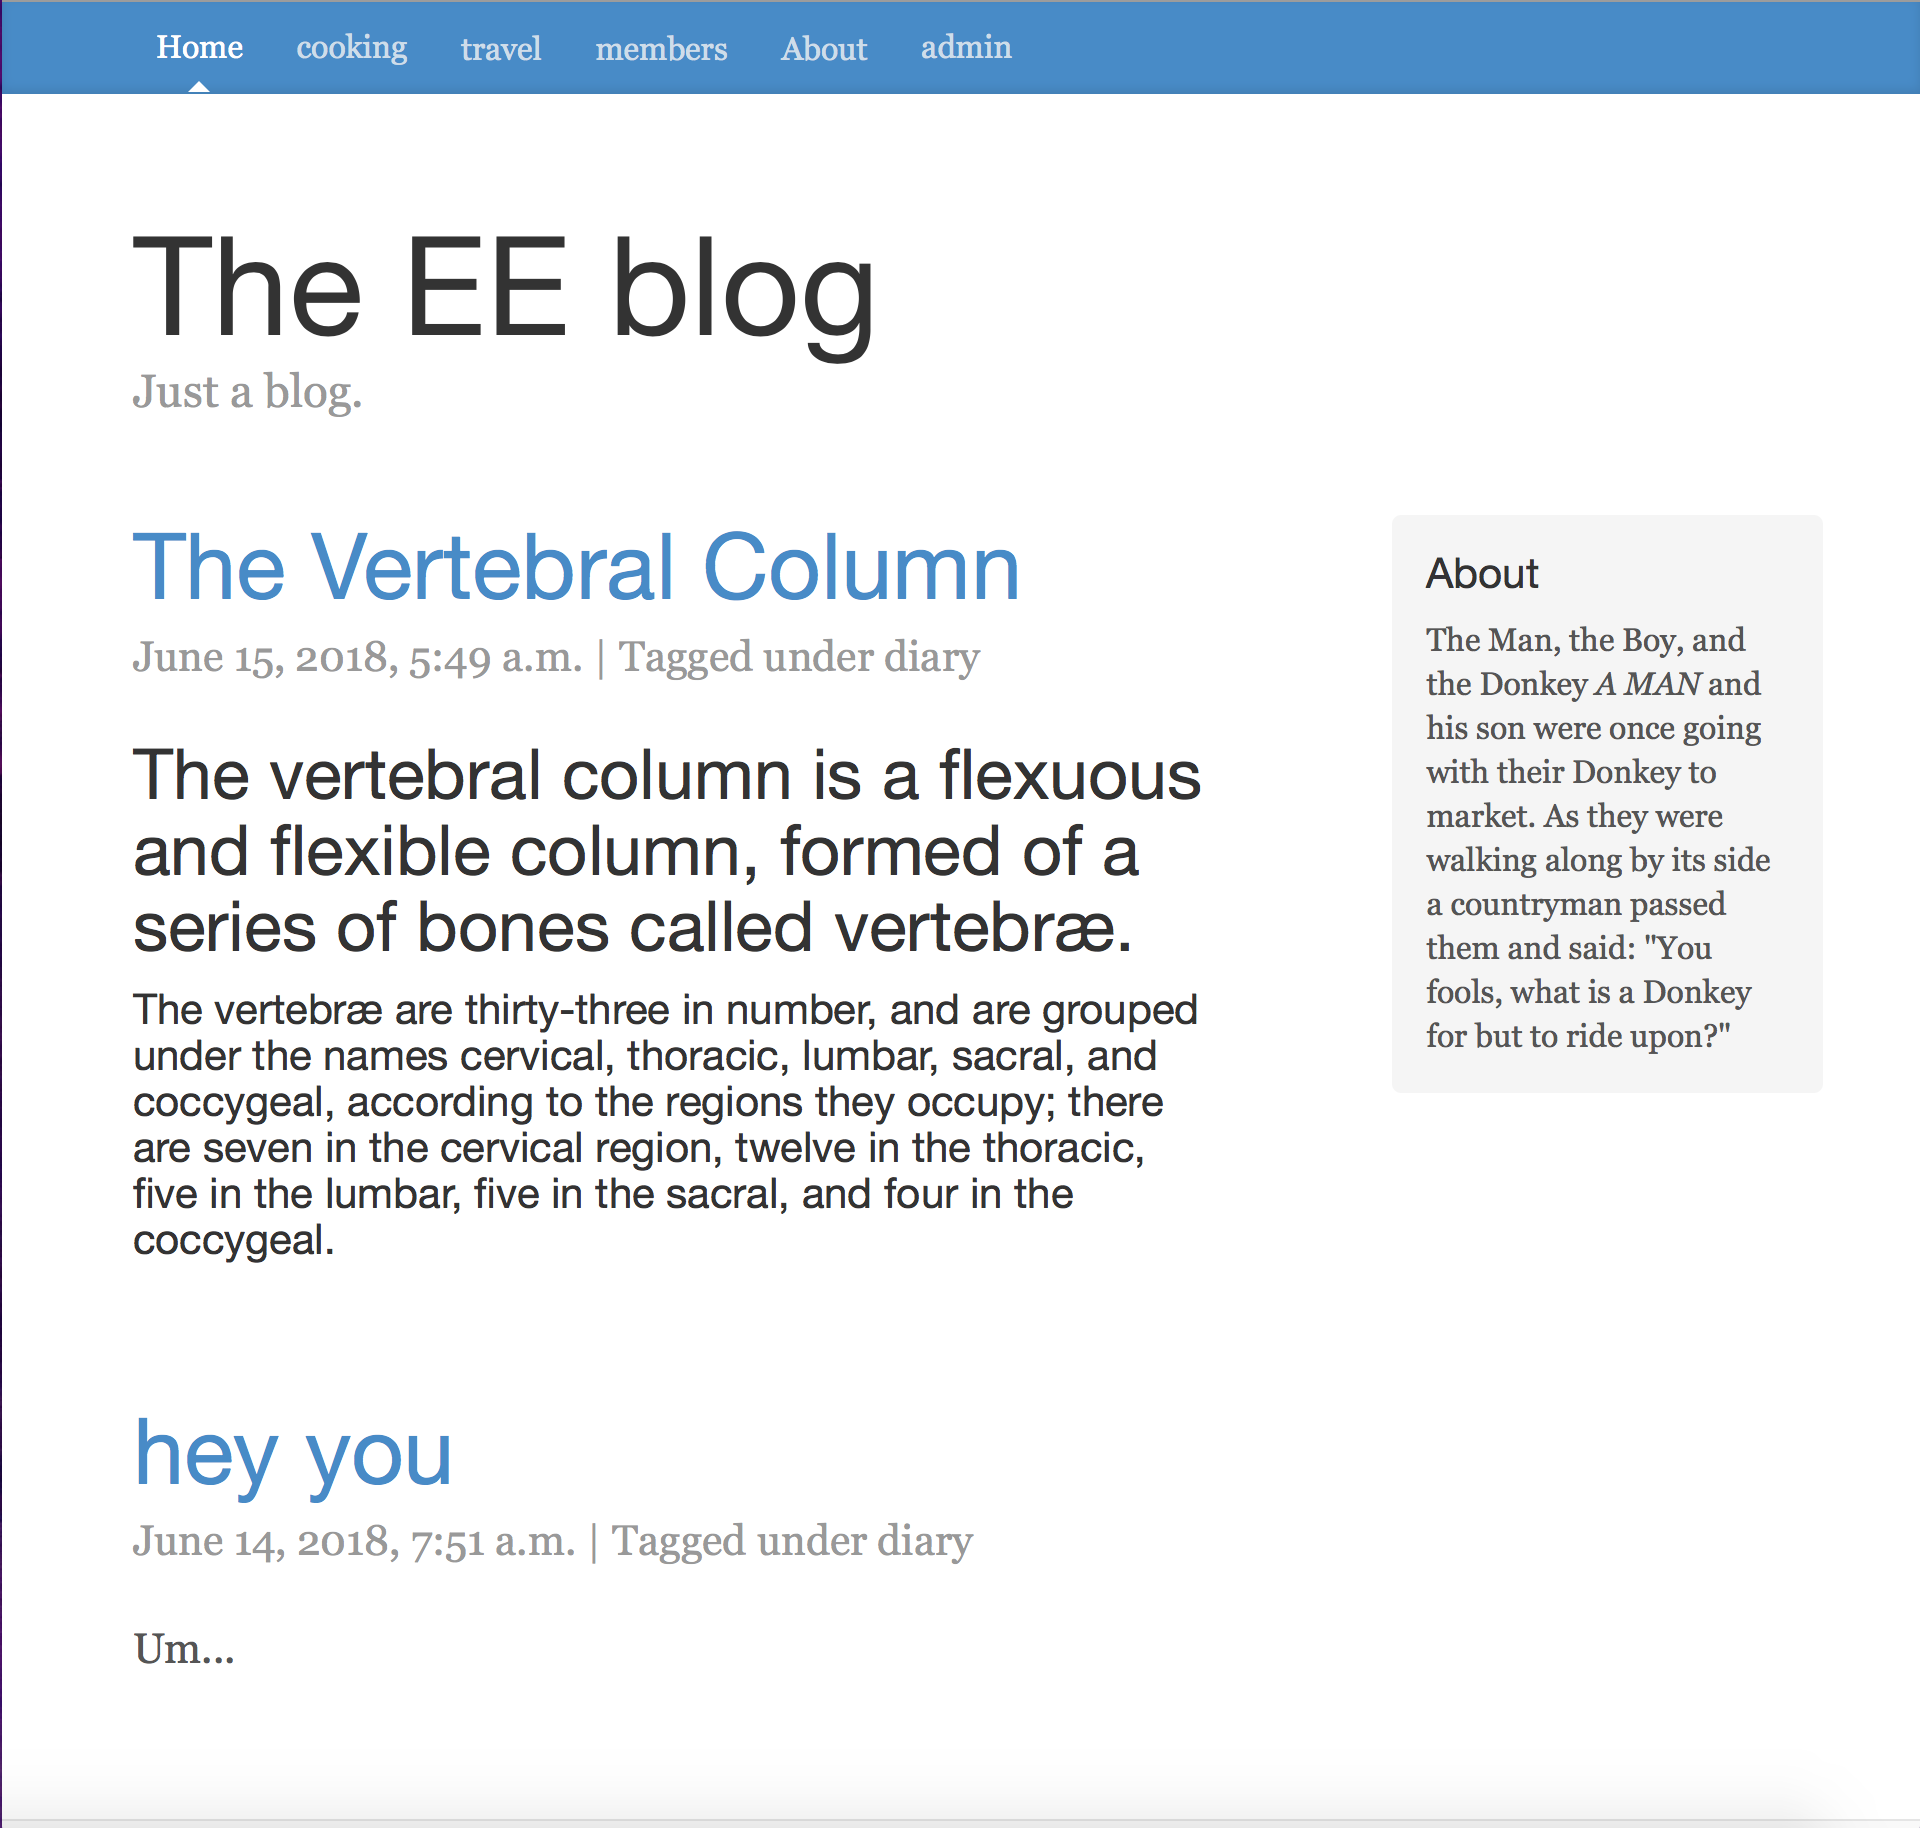 Home cooking travel members About admin
The EE blog
Just a blog.
The Vertebral Column
June 15, 2018, 5:49 a.m. | Tagged under diary
The vertebral column is a flexuous
and flexible column, formed of a
series of bones called vertebræ.
The vertebræ are thirty-three in number, and are grouped
under the names cervical, thoracic, lumbar, sacral, and
coccygeal, according to the regions they occupy; there
are seven in the cervical region, twelve in the thoracic,
five in the lumbar, five in the sacral, and four in the
coccygeal.
hey you
June 14, 2018, 7:51 a.m. | Tagged under diary
Um...
About
The Man, the Boy, and
the Donkey A MAN and
his son were once going
with their Donkey to
market. As they were
walking along by its side
a countryman passed
them and said: "You
fools, what is a Donkey
for but to ride upon?"